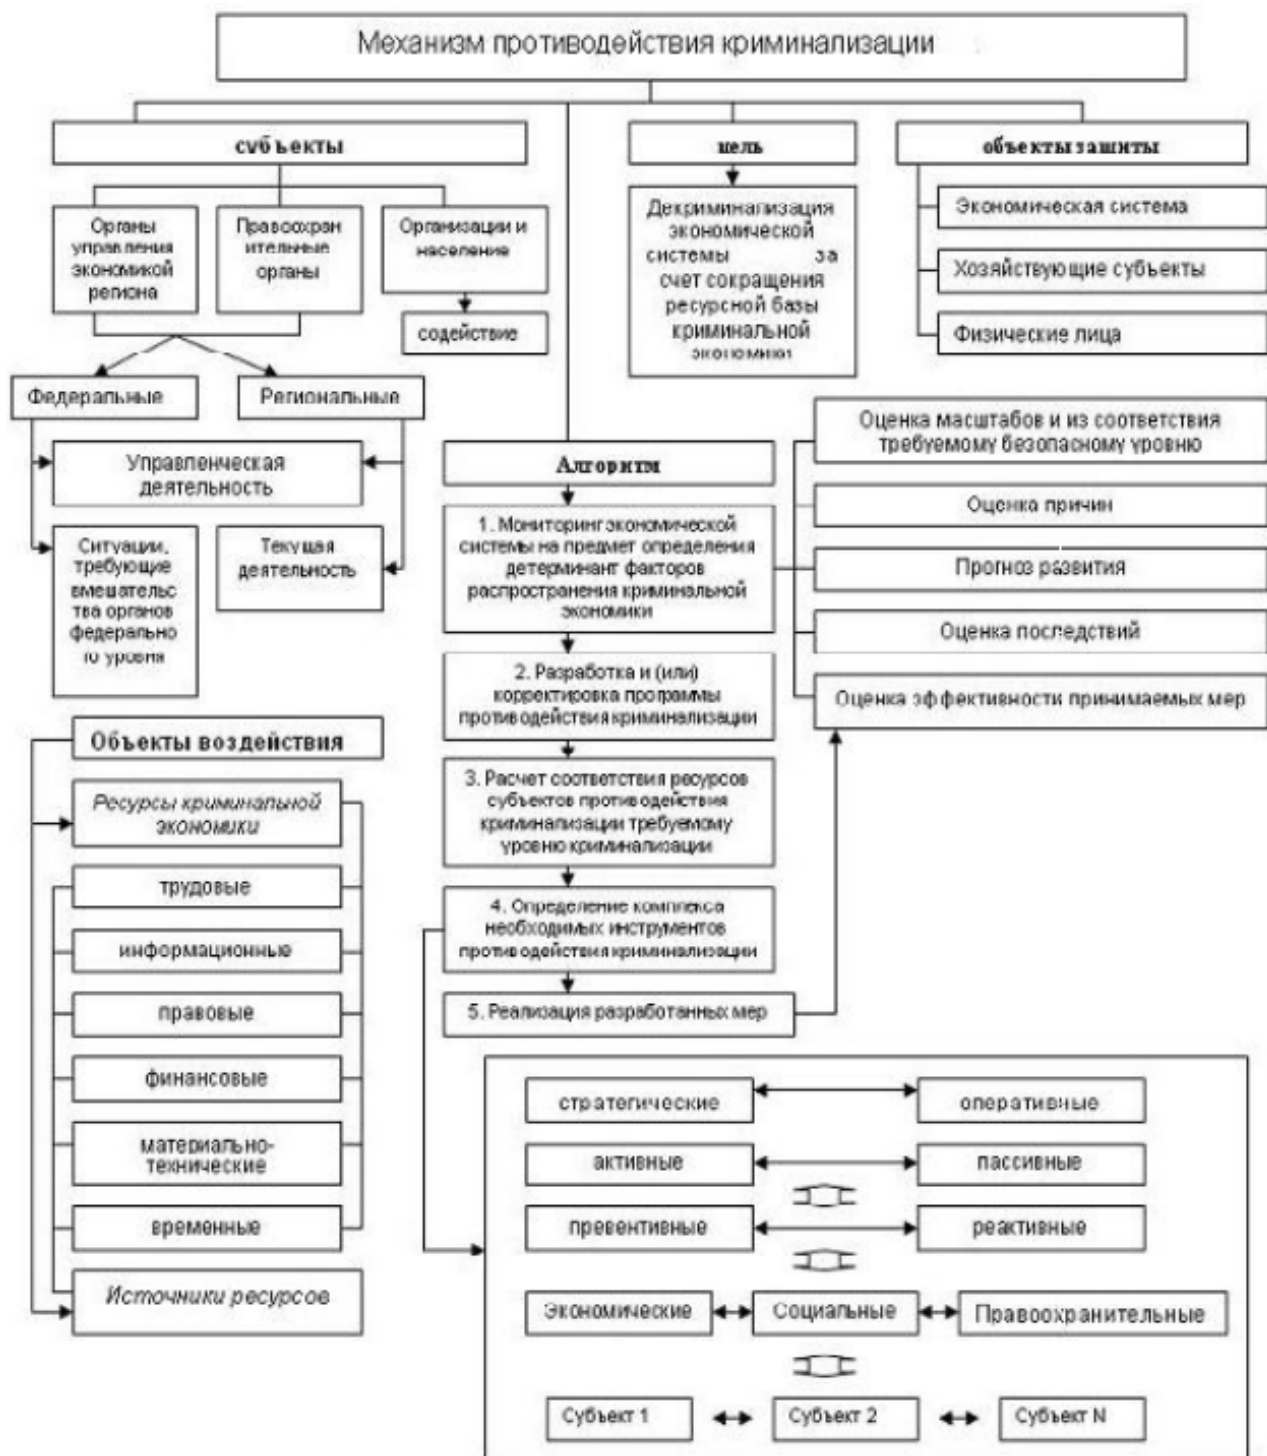 Механизм противодействия криминализации
субъекты
цель
объекты защиты
Органы
управления
экономикой
региона
Правоохран
ительные
органы
Организации и
население
содействие
Декриминализация
экономической
системы за
счет сокращения
ресурсной базы
криминальной
экономики
Экономическая система
Хозяйствующие субъекты
Физические лица
Федеральные
Региональные
Управленческая
деятельность
Ситуации,
требующие
вмешательс
тва органов
федерально
го уровня
Текущая
деятельность
Алгоритм
1. Мониторинг экономической
системы на предмет определения
детерминант факторов
распространения криминальной
экономики
2. Разработка и (или)
корректировка программы
противодействия криминализации
3. Расчет соответствия ресурсов
субъектов противодействия
криминализации требуемому
уровню криминализации
4. Определение комплекса
необходимых инструментов
противодействия криминализации
5. Реализация разработанных мер
Оценка масштабов и из соответствия
требуемому безопасному уровню
Оценка причин
Прогноз развития
Оценка последствий
Оценка эффективности принимаемых мер
Объекты воздействия
Ресурсы криминальной
экономики
трудовые
информационные
правовые
финансовые
материально-
технические
временные
Источники ресурсов
стратегические
оперативные
активные
пассивные
превентивные
реактивные
Экономические
Социальные
Правоохранительные
Субъект 1
Субъект 2
Субъект N